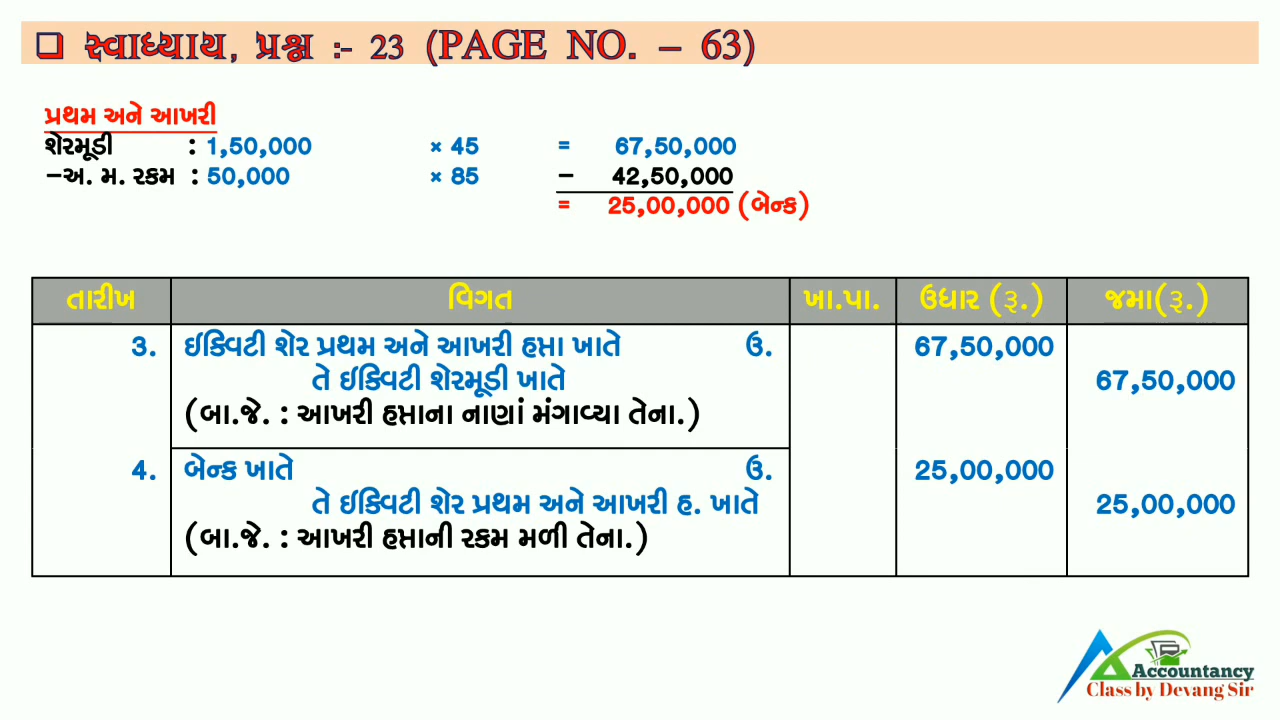 ❑ સ્વાધ્યાય, પ્રશ્ન :- 23 (PAGE NO. – 63)
પ્રથમ અને આખરી
શેરમૂડી : 1,50,000 × 45 = 67,50,000
–અ. મ. રકમ : 50,000 × 85 – 42,50,000
= 25,00,000 (બેન્ક)
તારીખ વિગત ખા.પા. ઉધાર (રૂ.) જમા(રૂ.)
3. ઈક્વિટી શેર પ્રથમ અને આખરી હપ્તા ખાતે ઉ. 67,50,000
તે ઈક્વિટી શેરમૂડી ખાતે 67,50,000
(બા.જે. : આખરી હપ્તાના નાણાં મંગાવ્યા તેના.)
4. બેન્ક ખાતે ઉ. 25,00,000
તે ઈક્વિટી શેર પ્રથમ અને આખરી હ. ખાતે 25,00,000
(બા.જે. : આખરી હપ્તાની રકમ મળી તેના.)
Accountancy
Class by Devang Sir